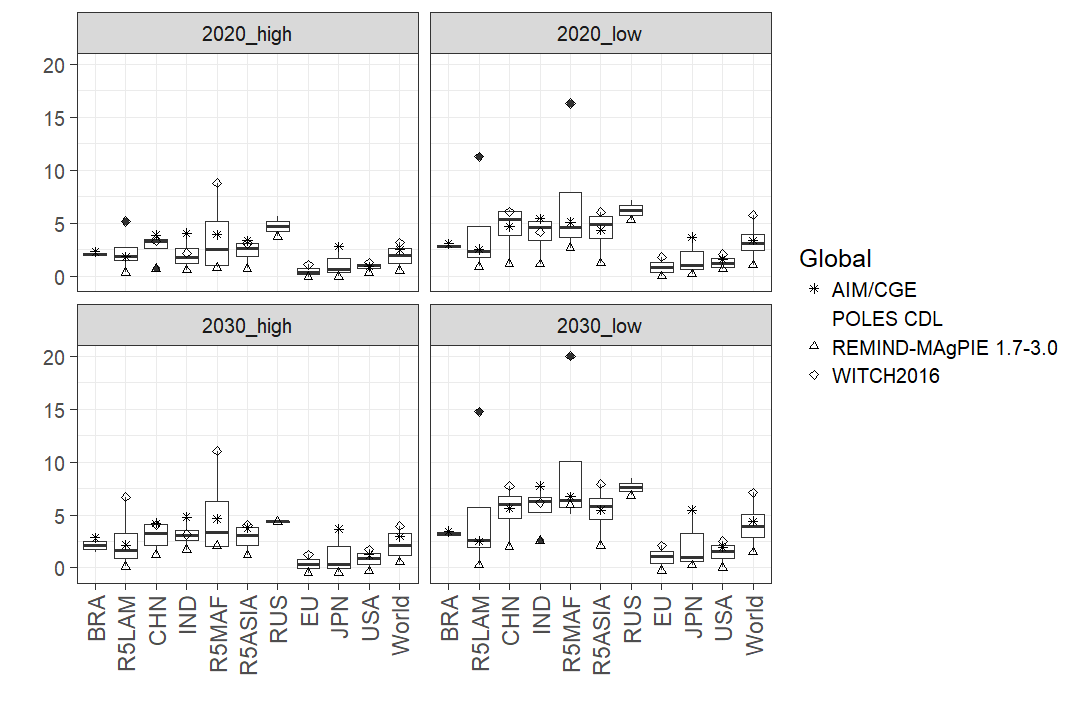 2020_high
2020_low
20
15
10
5
0
2030_high
2030_low
20
15
10
5
0
BRA
R5LAM
CHN
IND
R5MAF
R5ASIA
RUS
EU
JPN
USA
World
BRA
R5LAM
CHN
IND
R5MAF
R5ASIA
RUS
EU
JPN
USA
World
Global
AIM/CGE
POLES CDL
REMIND-MAgPIE 1.7-3.0
WITCH2016